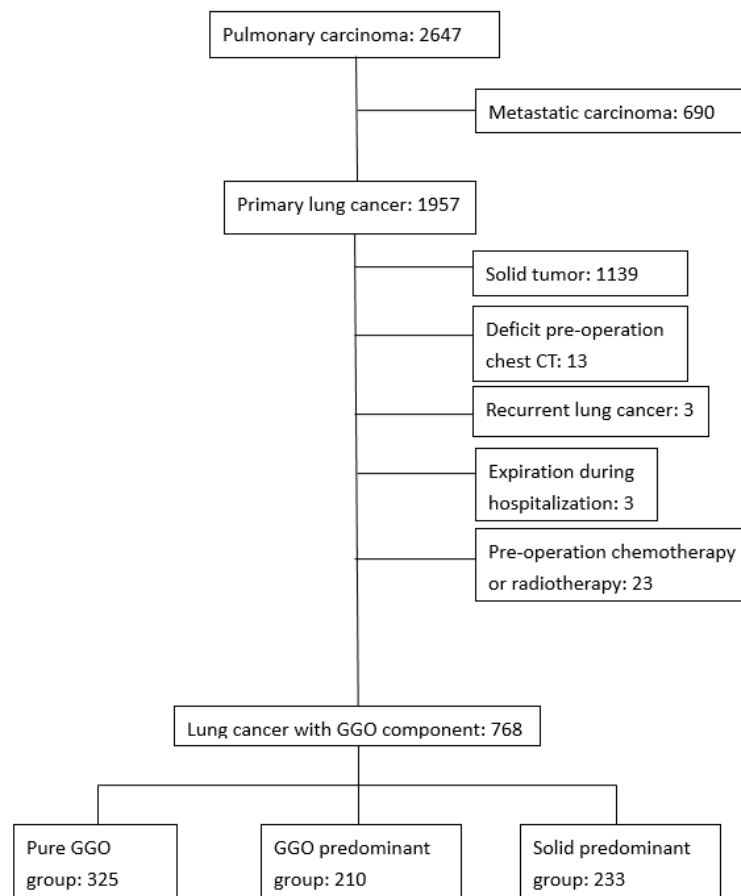 Pulmonary carcinoma: 2647
Metastatic carcinoma: 690
Primary lung cancer: 1957
Solid tumor: 1139
Deficit pre-operation
chest CT: 13
Recurrent lung cancer: 3
Expiration during
hospitalization: 3
Pre-operation chemotherapy
or radiotherapy: 23
Lung cancer with GGO component: 768
Pure GGO
group: 325
GGO predominant
group: 210
Solid predominant
group: 233